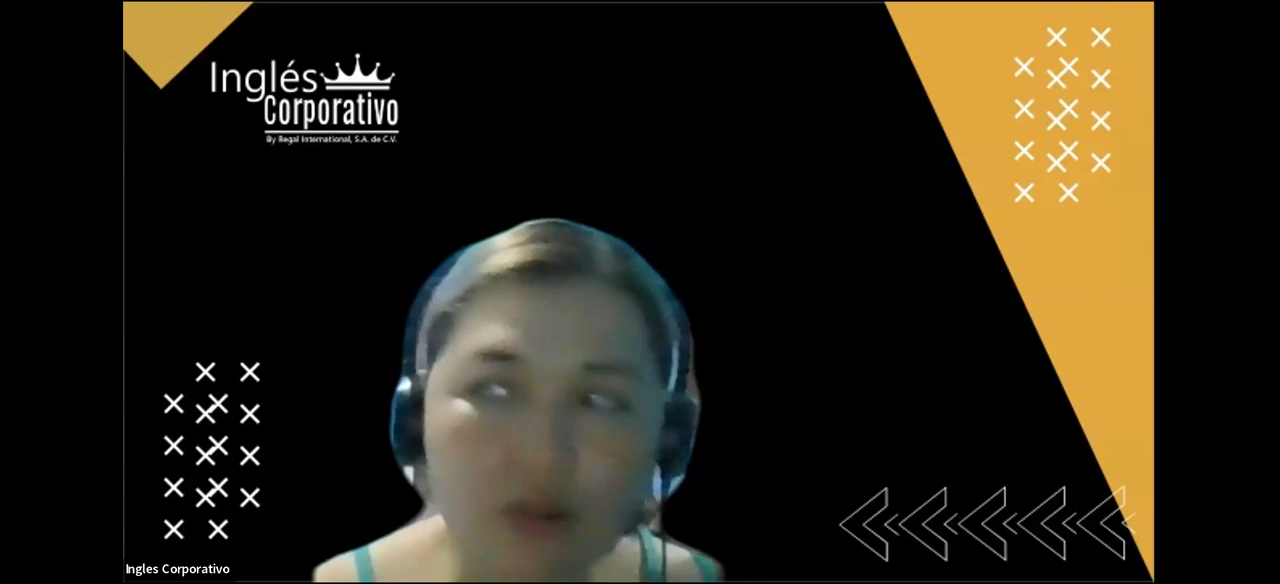 Inglés
Corporativo
By Regal International, S.A. de C.V.
Ingles Corporativo